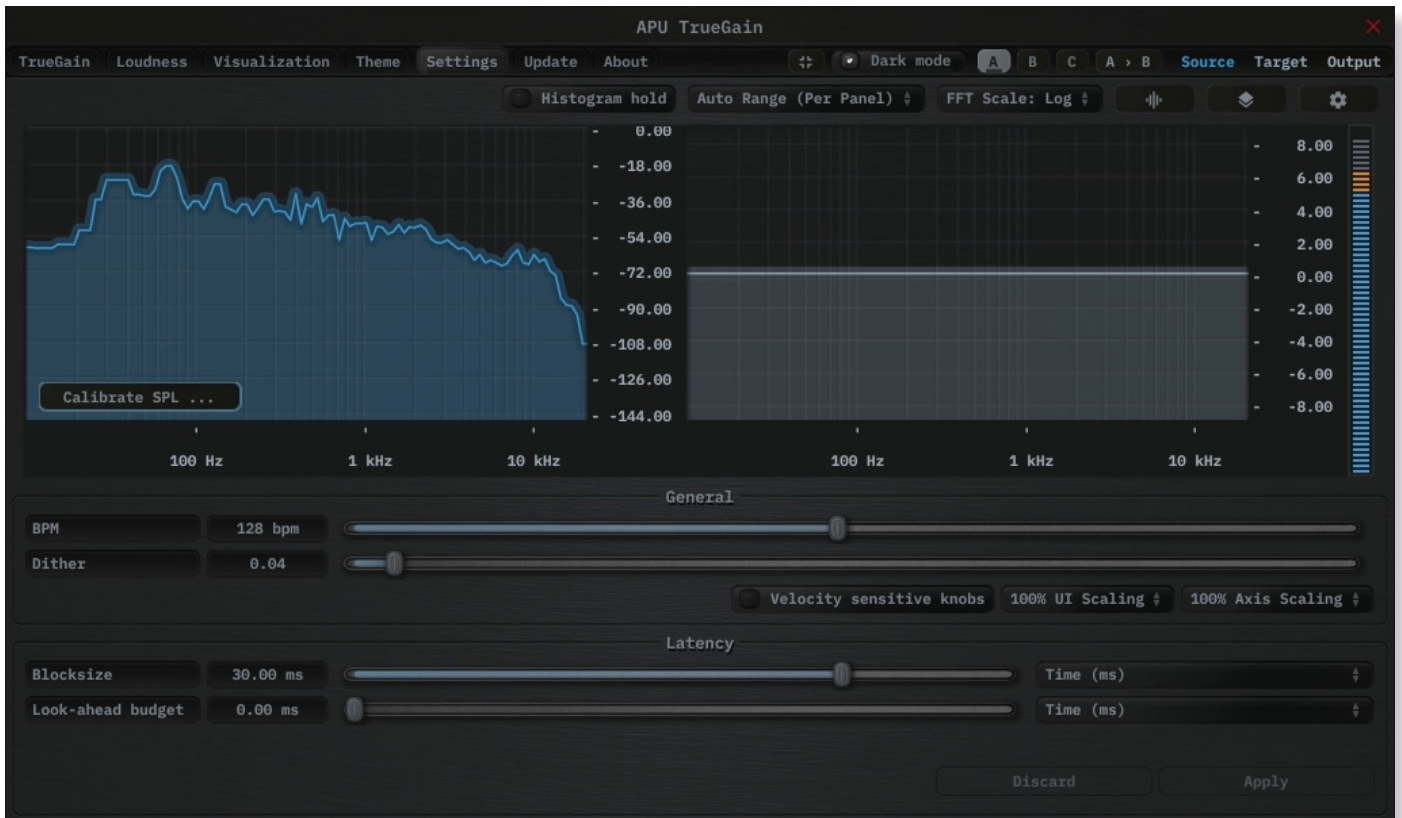 APU TrueGain
TrueGain Loudness Visualization Theme Settings Update About Dark mode A B C A › B Source Target Output
Histogram hold Auto Range (Per Panel) FFT Scale: Log
0.00
-18.00
-36.00
-54.00
-72.00
-90.00
-108.00
-126.00
-144.00
Calibrate SPL ...
100 Hz 1 kHz 10 kHz
8.00
6.00
4.00
2.00
0.00
-2.00
-4.00
-6.00
-8.00
100 Hz 1 kHz 10 kHz
General
BPM 128 bpm
Dither 0.04
Velocity sensitive knobs 100% UI Scaling 100% Axis Scaling
Latency
Blocksize 30.00 ms Time (ms)
Look-ahead budget 0.00 ms Time (ms)
Discard Apply